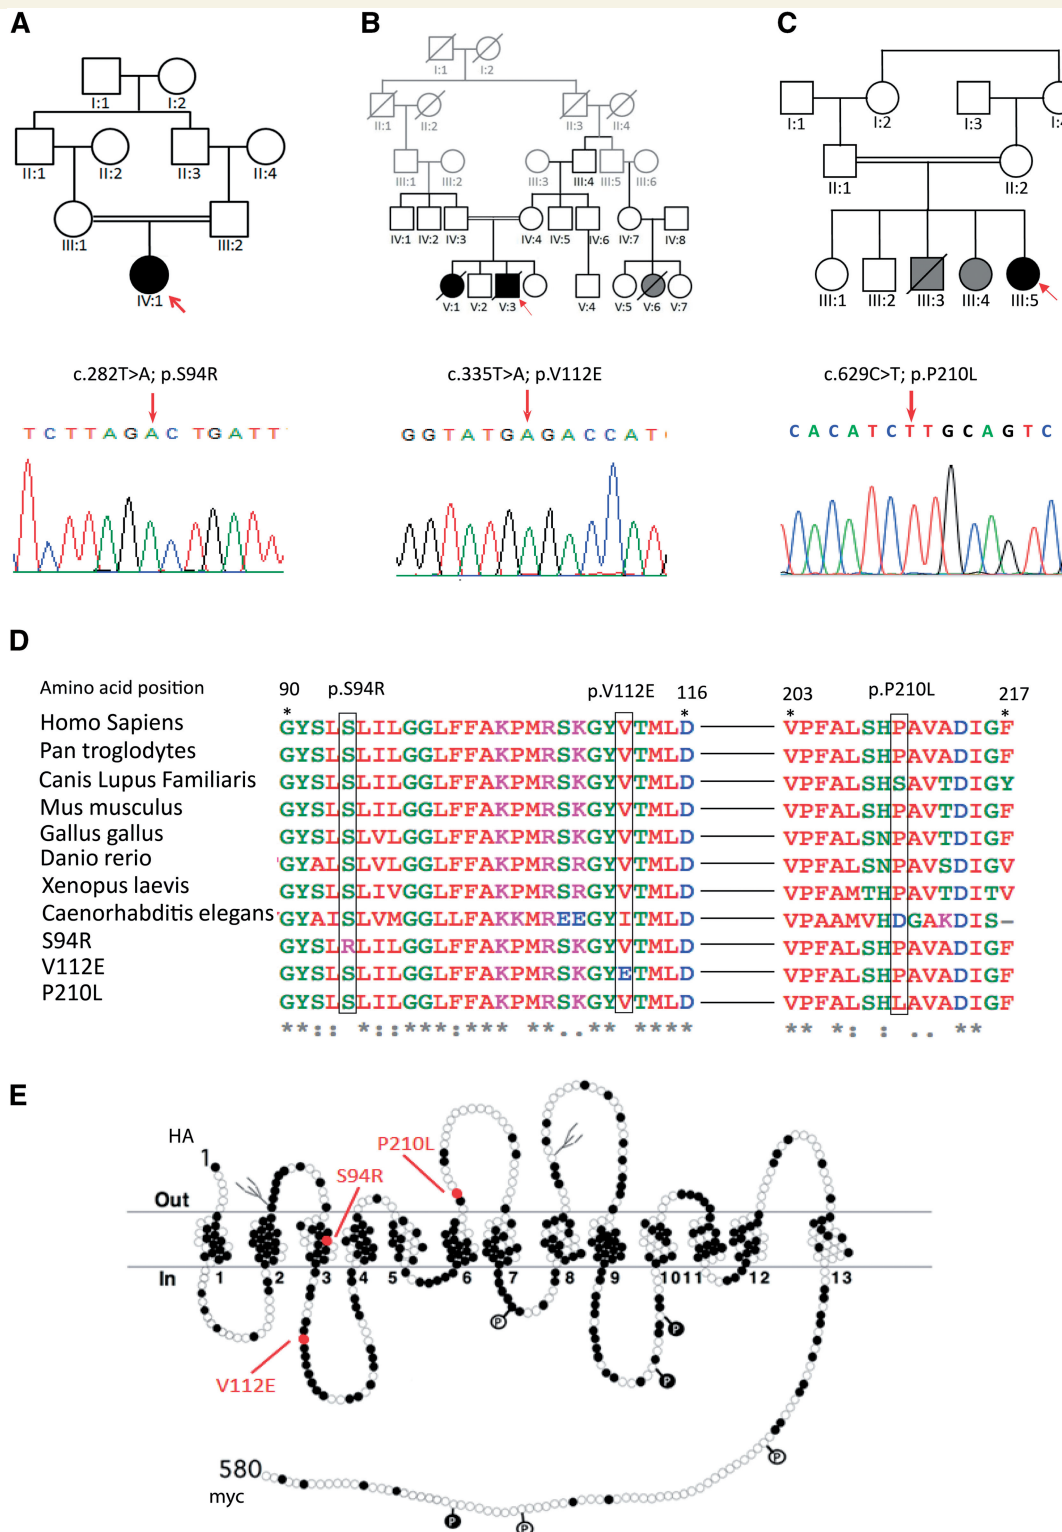 A
B
C
I:1 I:2
II:1 II:2 II:3 II:4
III:1 III:2
IV:1
I:1 I:2
II:1 II:2 II:3 II:4
III:1 III:2 III:3 III:4 III:5 III:6
IV:1 IV:2 IV:3 IV:4 IV:5 IV:6 IV:7 IV:8
V:1 V:2 V:3 V:4 V:5 V:6 V:7
I:1 I:2 I:3
II:1 II:2
III:1 III:2 III:3 III:4 III:5
c.282T>A; p.S94R
c.335T>A; p.V112E
c.629C>T; p.P210L
T C T T A G A C T G A T T
G G T A T G A G A C C A T
C A C A T C T T G C A G T C
D
Amino acid position 90 p.S94R p.V112E 116 203 p.P210L 217
* * * *
Homo Sapiens GYSLSLILGGLFFAKPMRSKGYVTMLD VPFALSHPAVADIGF
Pan troglodytes GYSLSLILGGLFFAKPMRSKGYVTMLD VPFALSHPAVADIGF
Canis Lupus Familiaris GYSLSLILGGLFFAKPMRSKGYVTMLD VPFALSHSAVTDIGY
Mus musculus GYSLSLILGGLFFAKPMRSKGYVTMLD VPFALSHPAVTDIGF
Gallus gallus GYSLSLVLGGLFFAKPMRSKGYVTMLD VPFALSNPAVTDIGF
Danio rerio GYALSLVLGGLFFAKPMRSRGYVTMLD VPFALSNPAVSDIGV
Xenopus laevis GYSLSLIVGGLFFAKPMRSRGYVTMLD VPFAMTHPAVTDITV
Caenorhabditis elegans GYAISLVMGGLLFAKKMREEGYITMLD VPAAMVHDGAKDIS-
S94R GYSLRLILGGLFFAKPMRSKGYVTMLD VPFALSHPAVADIGF
V112E GYSLSLILGGLFFAKPMRSKGYETMLD VPFALSHPAVADIGF
P210L GYSLSLILGGLFFAKPMRSKGYVTMLD VPFALSHLAVADIGF
**:: *::***:**** **..** **** ** *: : .. **
E
HA
1
P210L
S94R
Out
In
1 2 3 4 5 6 7 8 9 10 11 12 13
P
P
P
V112E
P
580
myc
P
P